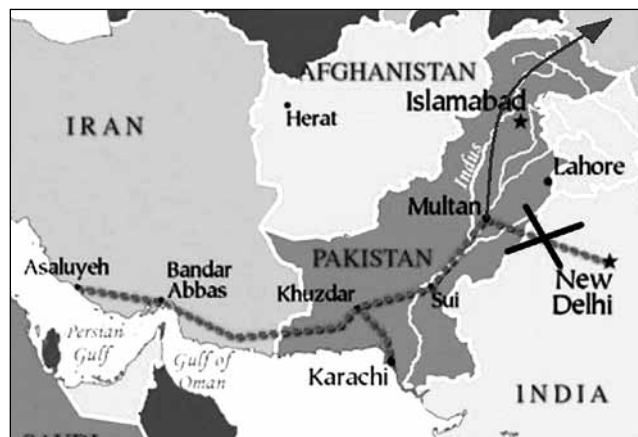 AFGHANISTAN
Islamabad
IRAN
Herat
Indus
Lahore
Multan
Asaluyeh
Bandar
Abbas
PAKISTAN
Khuzdar
Sui
New
Delhi
Persian
Gulf
Gulf of
Oman
Karachi
INDIA
SAUDI